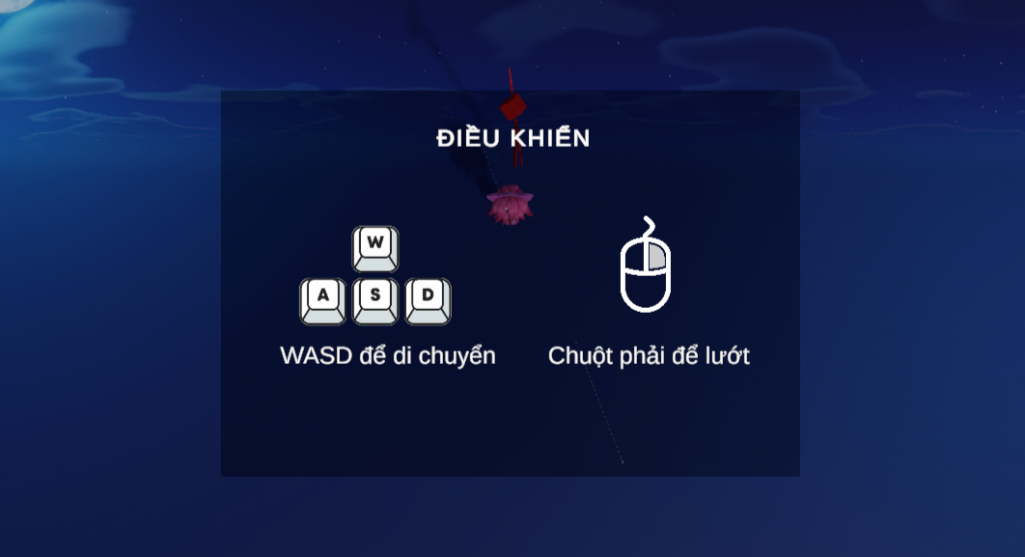 ĐIỀU KHIỂN
W
A S D
WASD để di chuyển
Chuột phải để lướt